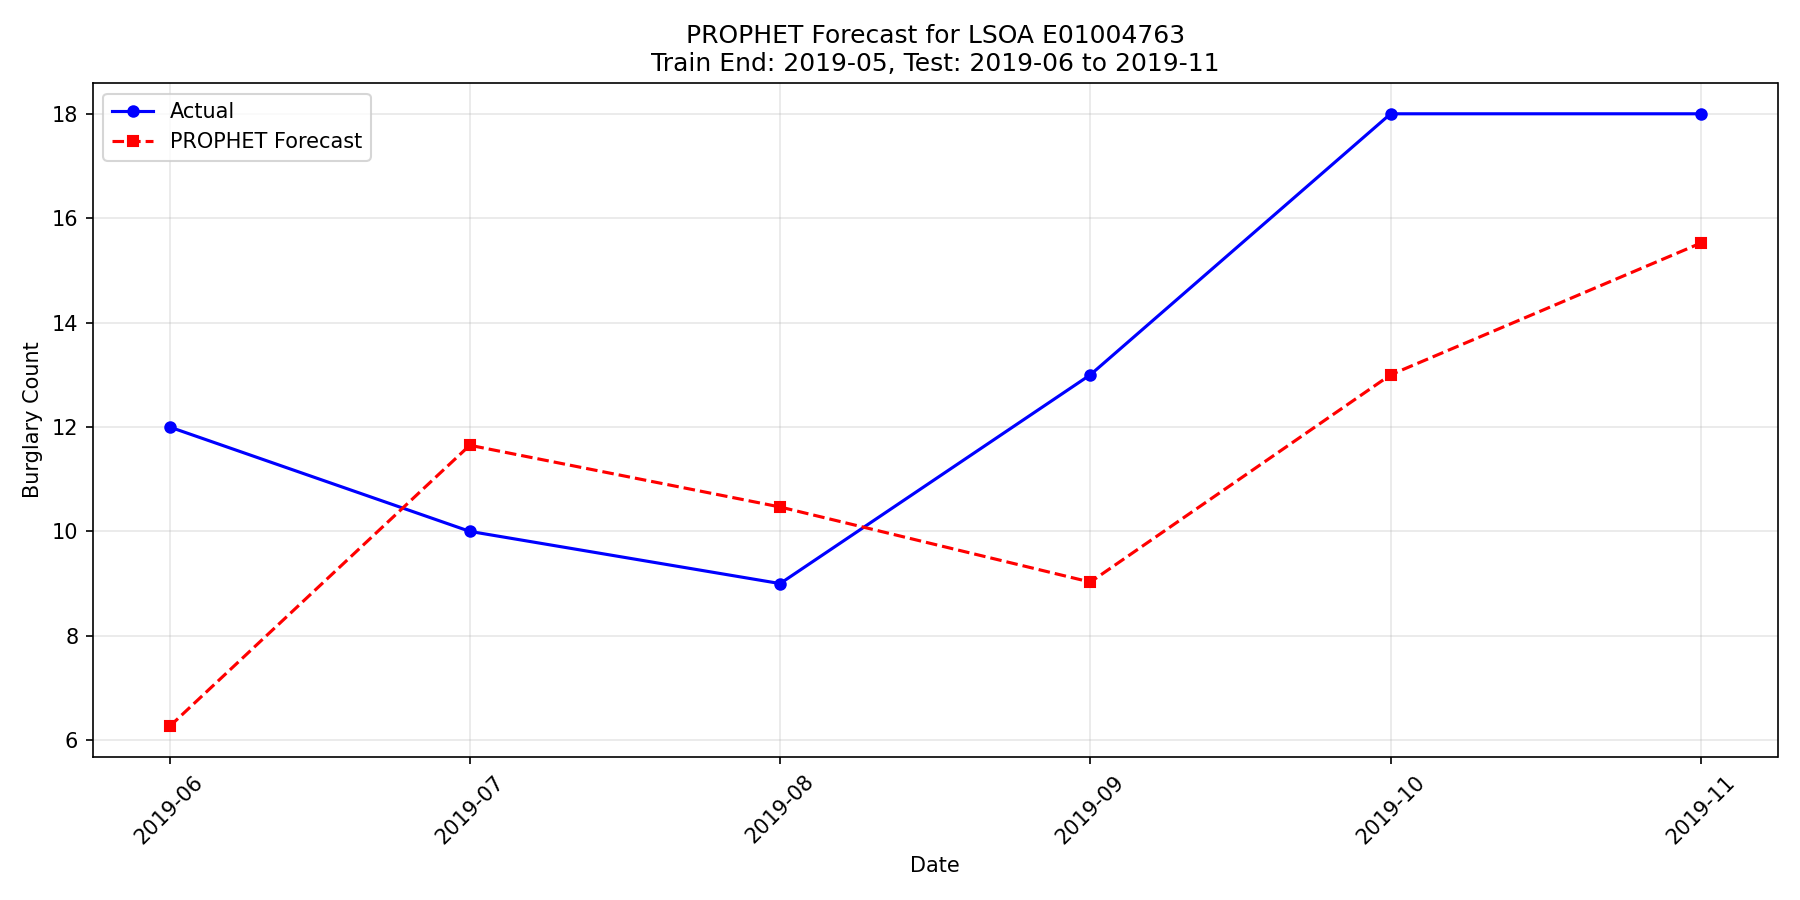 PROPHET Forecast for LSOA E01004763
Train End: 2019-05, Test: 2019-06 to 2019-11
Actual
PROPHET Forecast
18
16
14
12
10
8
6
Burglary Count
2019-06
2019-07
2019-08
2019-09
2019-10
2019-11
Date